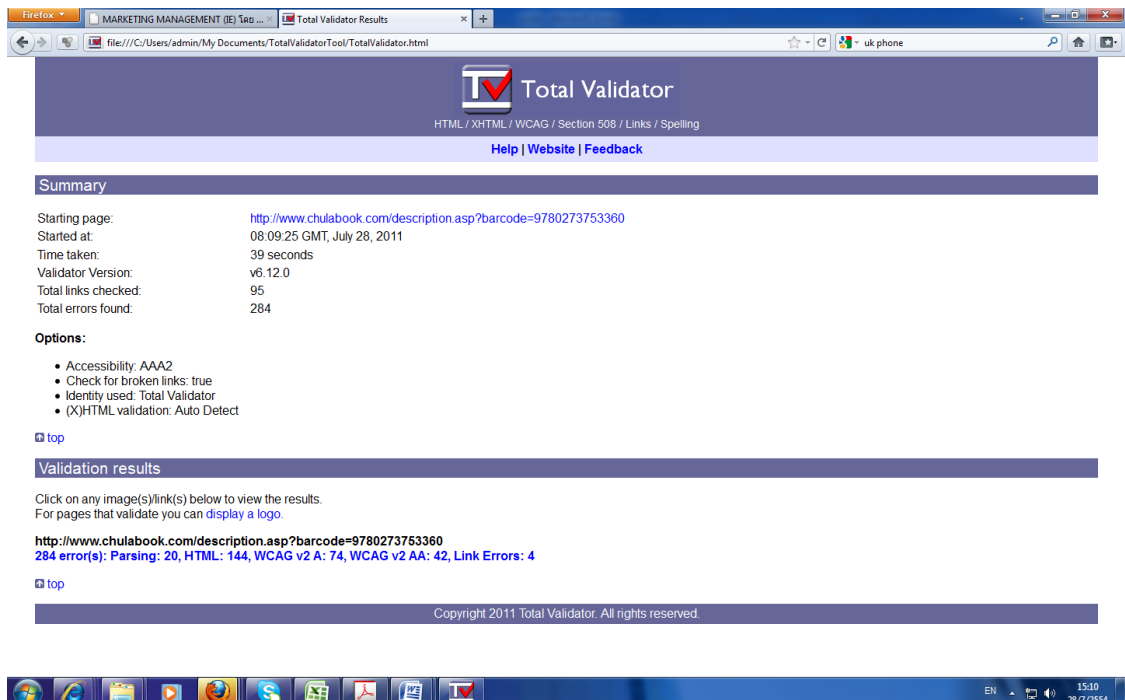 Firefox
MARKETING MANAGEMENT (IE) โดย ... ×
Total Validator Results ×
file:///C:/Users/admin/My Documents/TotalValidatorTool/TotalValidator.html
uk phone
Total Validator
HTML / XHTML / WCAG / Section 508 / Links / Spelling
Help | Website | Feedback
Summary
Starting page: http://www.chulabook.com/description.asp?barcode=9780273753360
Started at: 08:09:25 GMT, July 28, 2011
Time taken: 39 seconds
Validator Version: v6.12.0
Total links checked: 95
Total errors found: 284
Options:
• Accessibility: AAA2
• Check for broken links: true
• Identity used: Total Validator
• (X)HTML validation: Auto Detect
top
Validation results
Click on any image(s)/link(s) below to view the results.
For pages that validate you can display a logo.
http://www.chulabook.com/description.asp?barcode=9780273753360
284 error(s): Parsing: 20, HTML: 144, WCAG v2 A: 74, WCAG v2 AA: 42, Link Errors: 4
top
Copyright 2011 Total Validator. All rights reserved.
EN
15:10
28/7/2554